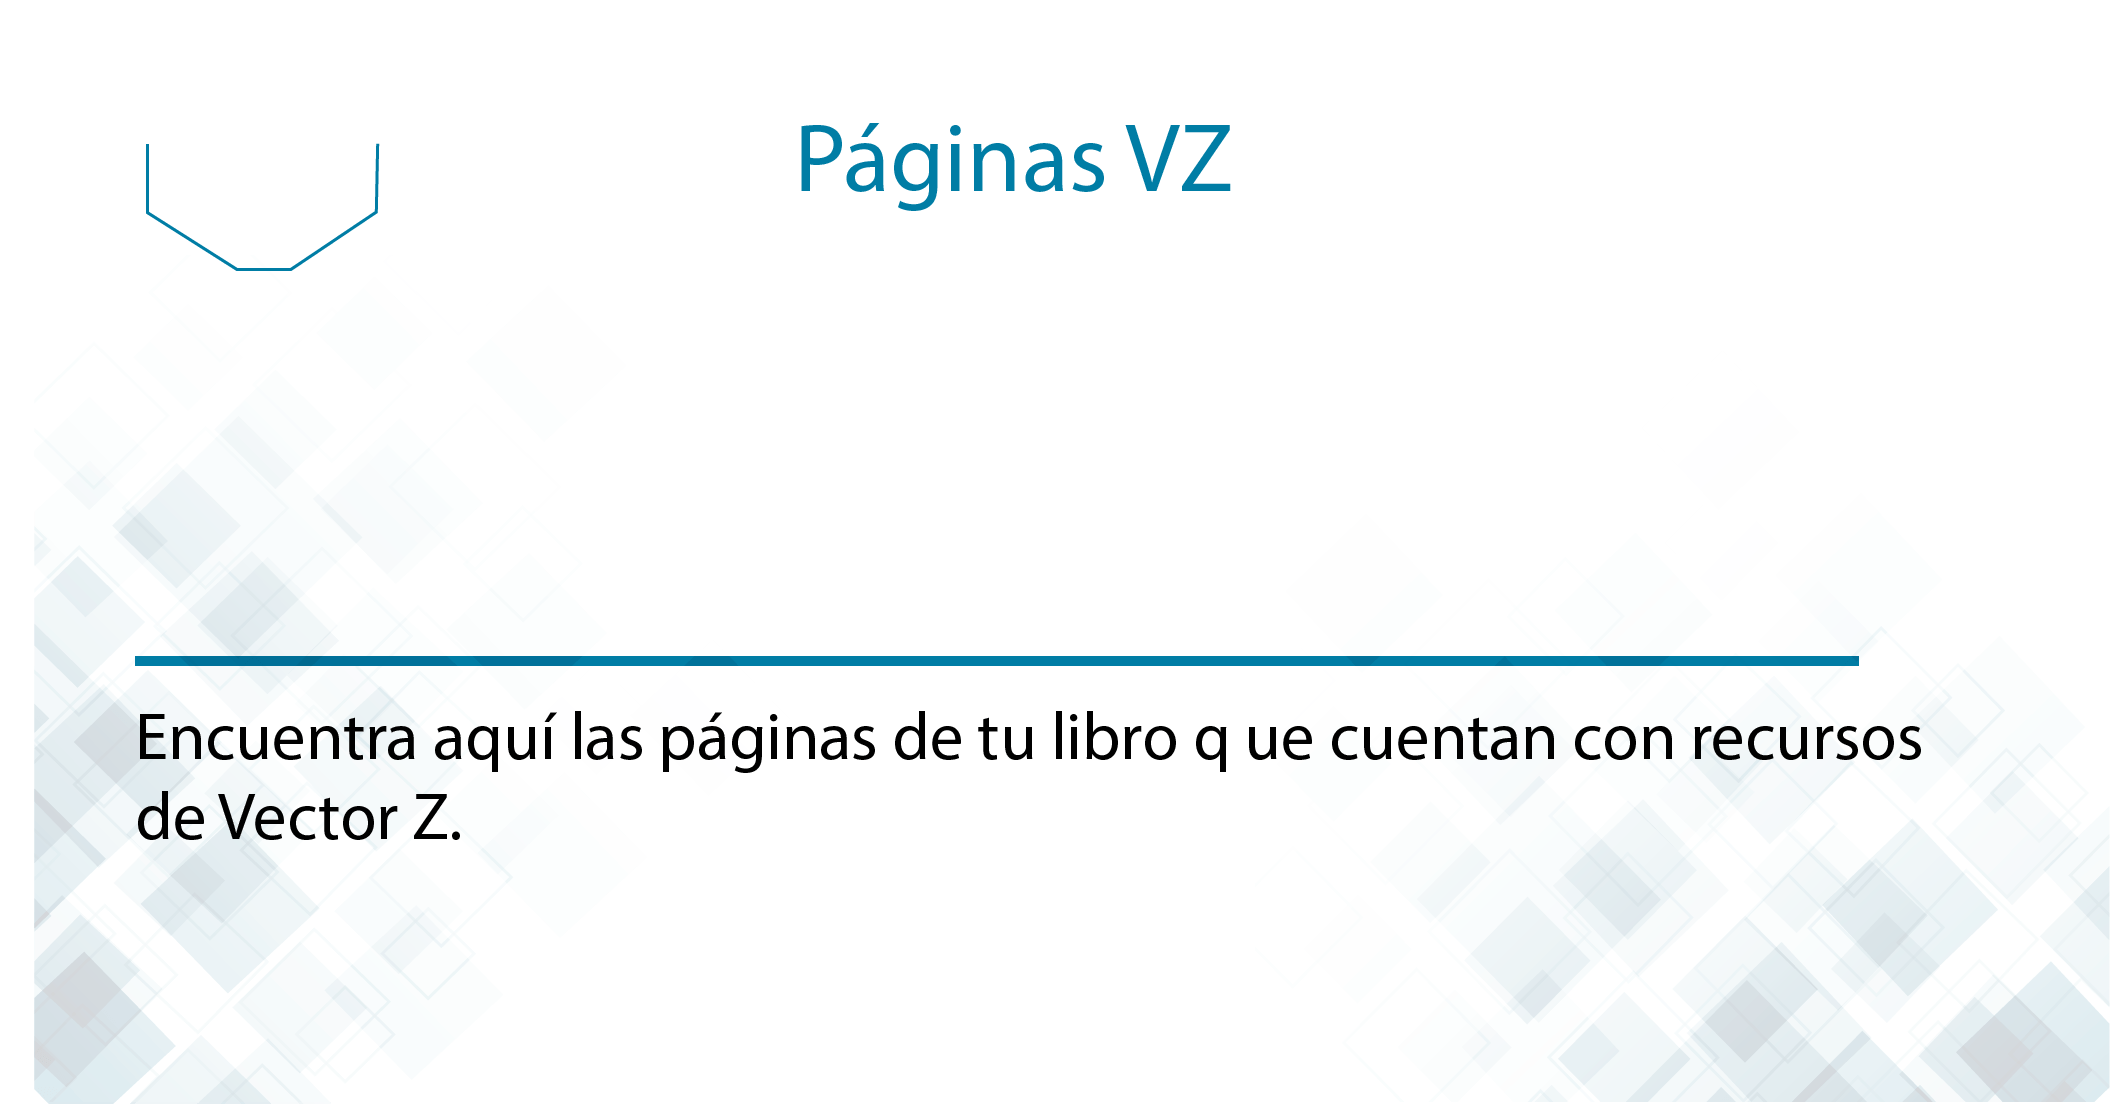 Páginas VZ
Encuentra aquí las páginas de tu libro q ue cuentan con recursos
de Vector Z.